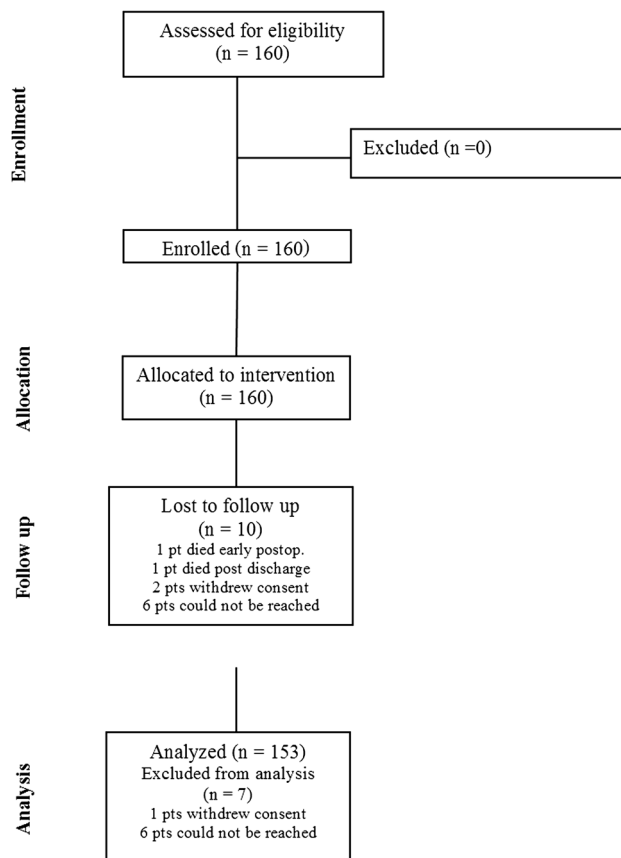 Enrollment
Assessed for eligibility
(n = 160)
Excluded (n =0)
Enrolled (n = 160)
Allocation
Allocated to intervention
(n = 160)
Follow up
Lost to follow up
(n = 10)
1 pt died early postop.
1 pt died post discharge
2 pts withdrew consent
6 pts could not be reached
Analysis
Analyzed (n = 153)
Excluded from analysis
(n = 7)
1 pts withdrew consent
6 pts could not be reached